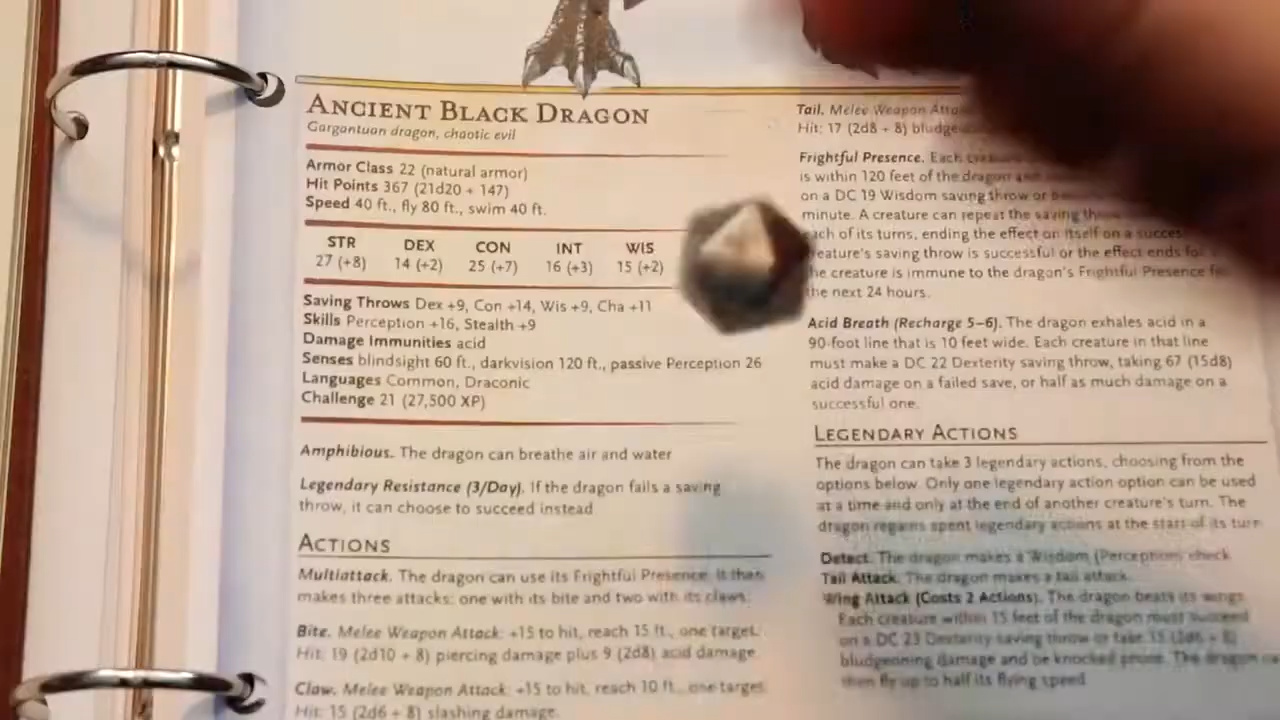 ANCIENT BLACK DRAGON
Gargantuan dragon, chaotic evil
Armor Class 22 (natural armor)
Hit Points 367 (21d20 + 147)
Speed 40 ft., fly 80 ft., swim 40 ft.
STR DEX CON INT WIS
27 (+8) 14 (+2) 25 (+7) 16 (+3) 15 (+2)
Saving Throws Dex +9, Con +14, Wis +9, Cha +11
Skills Perception +16, Stealth +9
Damage Immunities acid
Senses blindsight 60 ft., darkvision 120 ft., passive Perception 26
Languages Common, Draconic
Challenge 21 (27,500 XP)
Amphibious. The dragon can breathe air and water
Legendary Resistance (3/Day). If the dragon fails a saving
throw, it can choose to succeed instead
ACTIONS
Multiattack. The dragon can use its Frightful Presence. It then
makes three attacks: one with its bite and two with its claws.
Bite. Melee Weapon Attack: +15 to hit, reach 15 ft., one target.
Hit: 19 (2d10 + 8) piercing damage plus 9 (2d8) acid damage
Claw. Melee Weapon Attack: +15 to hit, reach 10 ft., one target
Hit: 15 (2d6 + 8) slashing damage.
Tail. Melee Weapon
Hit: 17 (2d8 + 8)
Frightful Presence. Each
is within 120 feet of the dragon and
on a DC 19 Wisdom saving throw or
minute. A creature can repeat the saving
each of its turns, ending the effect on itself on a
creature's saving throw is successful or the effect ends
the creature is immune to the dragon's Frightful Presence
the next 24 hours.
Acid Breath (Recharge 5–6). The dragon exhales acid in a
90-foot line that is 10 feet wide. Each creature in that line
must make a DC 22 Dexterity saving throw, taking 67 (15d8)
acid damage on a failed save, or half as much damage on a
successful one.
LEGENDARY ACTIONS
The dragon can take 3 legendary actions, choosing from the
options below. Only one legendary action option can be used
at a time and only at the end of another creature's turn. The
dragon regains spent legendary actions at the start of its turn
Detect. The dragon makes a Wisdom (Perception) check
Tail Attack. The dragon makes a tail attack.
Wing Attack (Costs 2 Actions). The dragon beats its wings
Each creature within 15 feet of the dragon must succeed
on a DC 23 Dexterity saving throw or take 15 (2d6 + 8)
bludgeoning damage and be knocked prone. The dragon
then fly up to half its flying speed